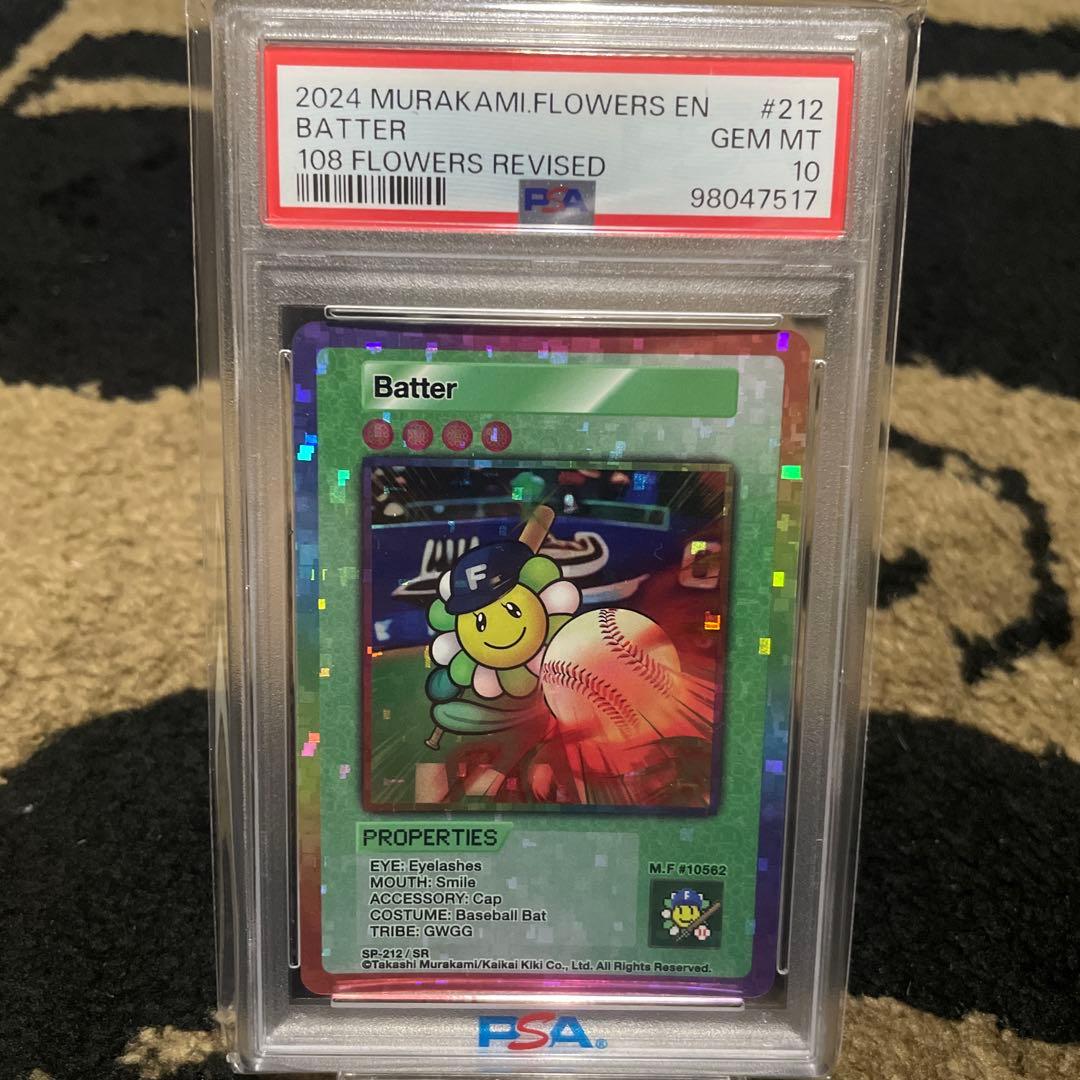 2024 MURAKAMI.FLOWERS EN #212
BATTER GEM MT
108 FLOWERS REVISED 10
PSA 98047517
Batter
F
PROPERTIES
EYE: Eyelashes
MOUTH: Smile
ACCESSORY: Cap
COSTUME: Baseball Bat
TRIBE: GWGG
M.F #10562
F
SP-212 / SR
©Takashi Murakami/Kaikai Kiki Co., Ltd. All Rights Reserved.
PSA®